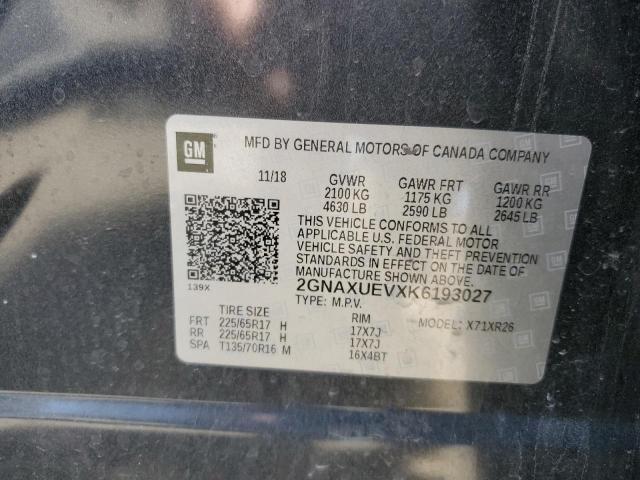 GM
MFD BY GENERAL MOTORS OF CANADA COMPANY
11/18 GVWR GAWR FRT GAWR RR
2100 KG 1175 KG 1200 KG
4630 LB 2590 LB 2645 LB
THIS VEHICLE CONFORMS TO ALL
APPLICABLE U.S. FEDERAL MOTOR
VEHICLE SAFETY AND THEFT PREVENTION
STANDARDS IN EFFECT ON THE DATE OF
MANUFACTURE SHOWN ABOVE.
139X 2GNAXUEVXK6193027
TYPE: M.P.V.
TIRE SIZE RIM MODEL: X71XR26
FRT 225/65R17 H 17X7J
RR 225/65R17 H 17X7J
SPA T135/70R16 M 16X4BT